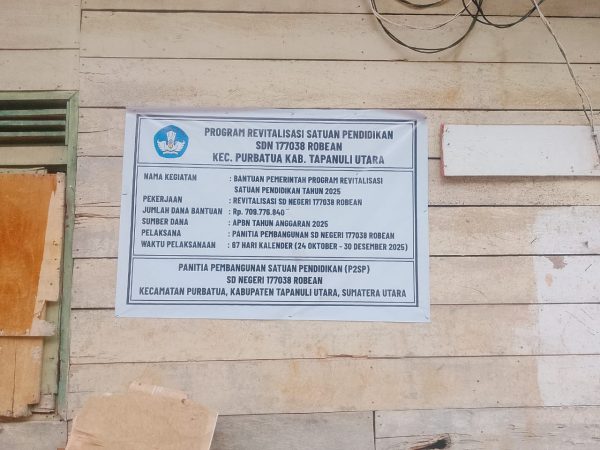 PROGRAM REVITALISASI SATUAN PENDIDIKAN
SDN 177038 ROBEAN
KEC. PURBATUA KAB. TAPANULI UTARA
NAMA KEGIATAN : BANTUAN PEMERINTAH PROGRAM REVITALISASI
SATUAN PENDIDIKAN TAHUN 2025
PEKERJAAN : REVITALISASI SD NEGERI 177038 ROBEAN
JUMLAH DANA BANTUAN : Rp. 709.776.840
SUMBER DANA : APBN TAHUN ANGGARAN 2025
PELAKSANA : PANITIA PEMBANGUNAN SD NEGERI 177038 ROBEAN
WAKTU PELAKSANAAN : 87 HARI KALENDER (24 OKTOBER - 30 DESEMBER 2025)
PANITIA PEMBANGUNAN SATUAN PENDIDIKAN (P2SP)
SD NEGERI 177038 ROBEAN
KECAMATAN PURBATUA, KABUPATEN TAPANULI UTARA, SUMATERA UTARA